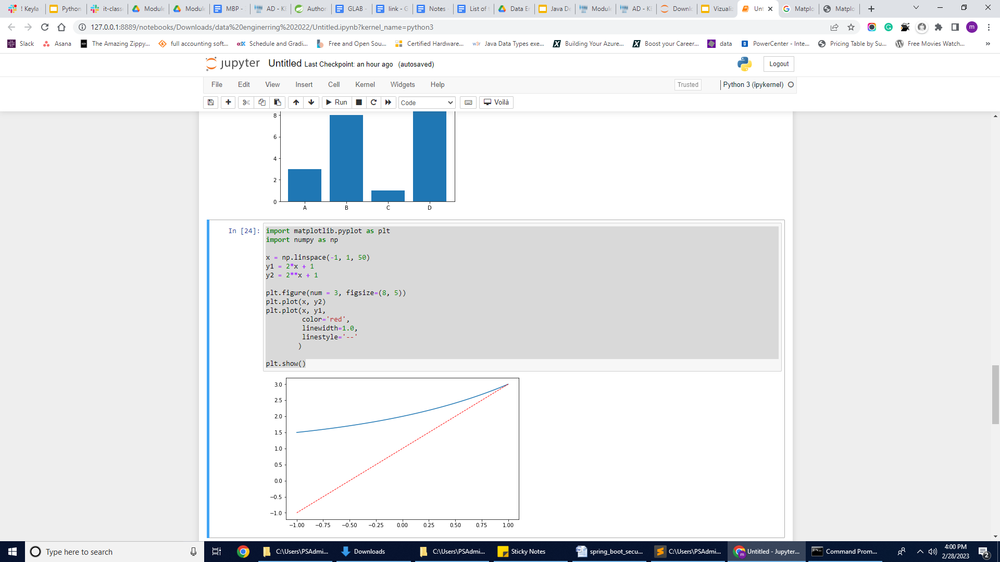 ! Keyla
Python
it-class
Module
Module
MBP -
AD - KE
Author
GLAB -
link - G
Notes -
List of t
Data En
Java De
Module
AD - KE
Downlo
Vizualiz
Unt
Matplo
Matplo
127.0.0.1:8889/notebooks/Downloads/data%20enginerring%202022/Untitled.ipynb?kernel_name=python3
m
Slack
Asana
The Amazing Zippy...
full accounting soft...
edX
Schedule and Gradi...
Free and Open Sou...
Certified Hardware...
w3r
Java Data Types exe...
Building Your Azure...
Boost your Career...
data
PowerCenter - Inte...
Pricing Table by Su...
Free Movies Watch...
»
jupyter Untitled Last Checkpoint: an hour ago (autosaved)
Logout
File Edit View Insert Cell Kernel Widgets Help
Trusted
Python 3 (ipykernel)
Run
Code
Voilà
8
6
4
2
0
A B C D
In [24]:
import matplotlib.pyplot as plt
import numpy as np
x = np.linspace(-1, 1, 50)
y1 = 2*x + 1
y2 = 2**x + 1
plt.figure(num = 3, figsize=(8, 5))
plt.plot(x, y2)
plt.plot(x, y1,
color='red',
linewidth=1.0,
linestyle='--'
)
plt.show()
3.0
2.5
2.0
1.5
1.0
0.5
0.0
−0.5
−1.0
−1.00 −0.75 −0.50 −0.25 0.00 0.25 0.50 0.75 1.00
Type here to search
C:\Users\PSAdmi...
Downloads
C:\Users\PSAdmi...
Sticky Notes
spring_boot_secu...
C:\Users\PSAdmi...
Untitled - Jupyter...
Command Prom...
4:00 PM
2/28/2023
2